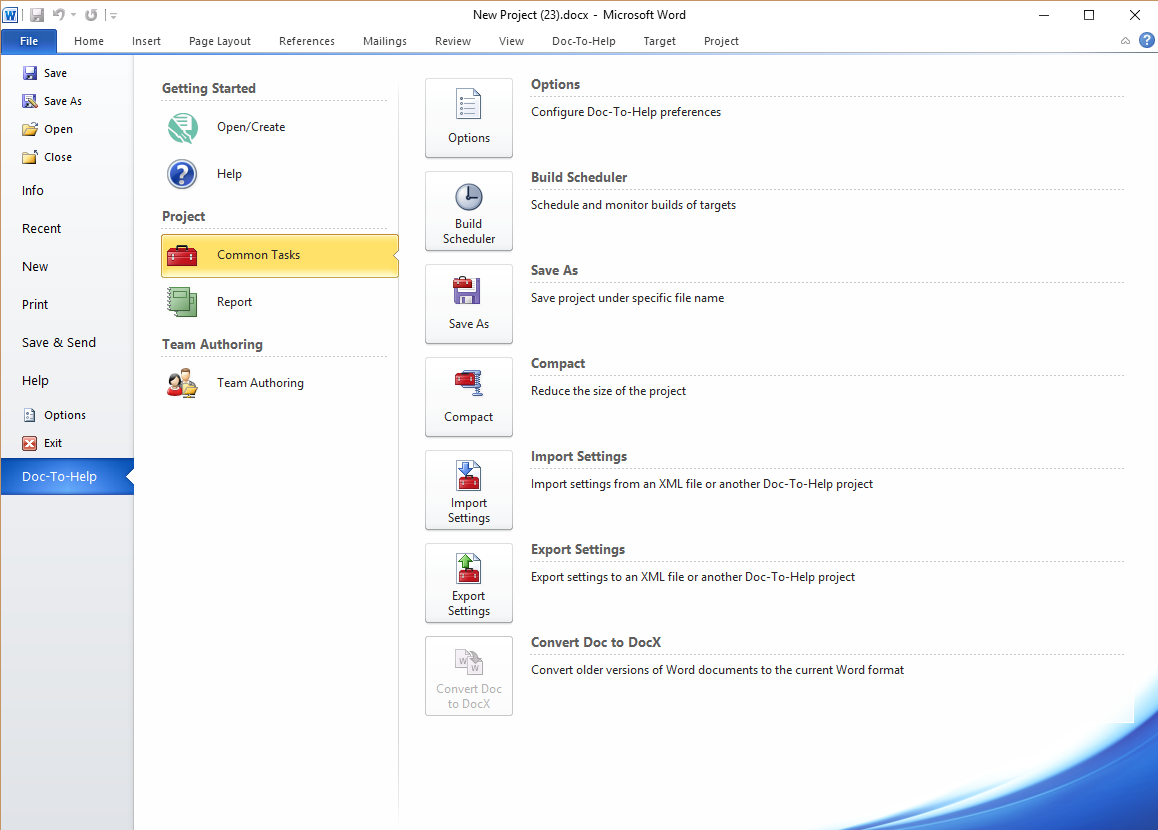 New Project (23).docx - Microsoft Word
File Home Insert Page Layout References Mailings Review View Doc-To-Help Target Project
Save
Save As
Open
Close
Info
Recent
New
Print
Save & Send
Help
Options
Exit
Doc-To-Help
Getting Started
Open/Create
Help
Project
Common Tasks
Report
Team Authoring
Team Authoring
Options
Options
Configure Doc-To-Help preferences
Build
Scheduler
Build Scheduler
Schedule and monitor builds of targets
Save As
Save As
Save project under specific file name
Compact
Compact
Reduce the size of the project
Import
Settings
Import Settings
Import settings from an XML file or another Doc-To-Help project
Export
Settings
Export Settings
Export settings to an XML file or another Doc-To-Help project
Convert Doc
to DocX
Convert Doc to DocX
Convert older versions of Word documents to the current Word format